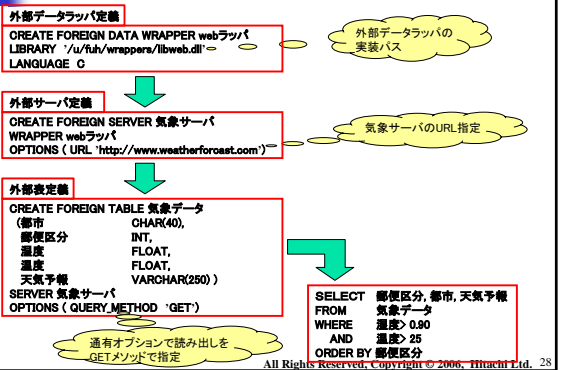 外部データラッパ定義
CREATE FOREIGN DATA WRAPPER webラッパ
LIBRARY '/u/fuh/wrappers/libweb.dll'
LANGUAGE C
外部データラッパの
実装パス
外部サーバ定義
CREATE FOREIGN SERVER 気象サーバ
WRAPPER webラッパ
OPTIONS ( URL 'http://www.weatherforcast.com')
気象サーバのURL指定
外部表定義
CREATE FOREIGN TABLE 気象データ
(都市 CHAR(40),
郵便区分 INT,
湿度 FLOAT,
温度 FLOAT,
天気予報 VARCHAR(250) )
SERVER 気象サーバ
OPTIONS ( QUERY_METHOD 'GET')
通有オプションで読み出しを
GETメソッドで指定
SELECT 郵便区分, 都市, 天気予報
FROM 気象データ
WHERE 湿度> 0.90
AND 温度> 25
ORDER BY 郵便区分
All Rights Reserved, Copyright © 2006, Hitachi Ltd. 28